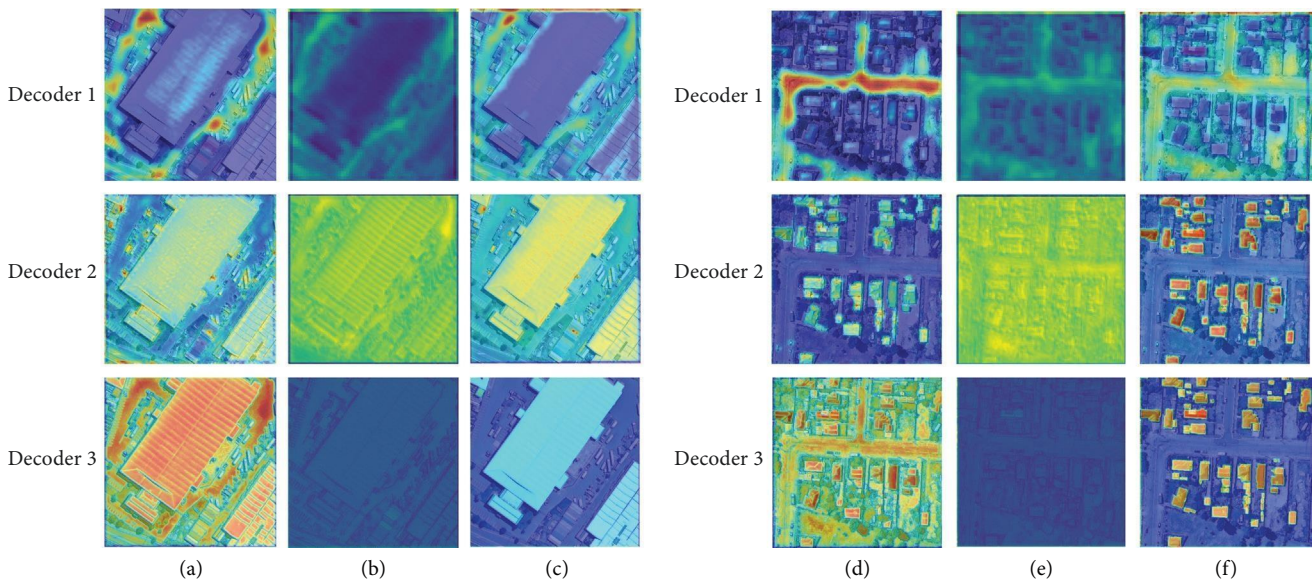 Decoder 1
Decoder 1
Decoder 2
Decoder 2
Decoder 3
Decoder 3
(a)
(b)
(c)
(d)
(e)
(f)